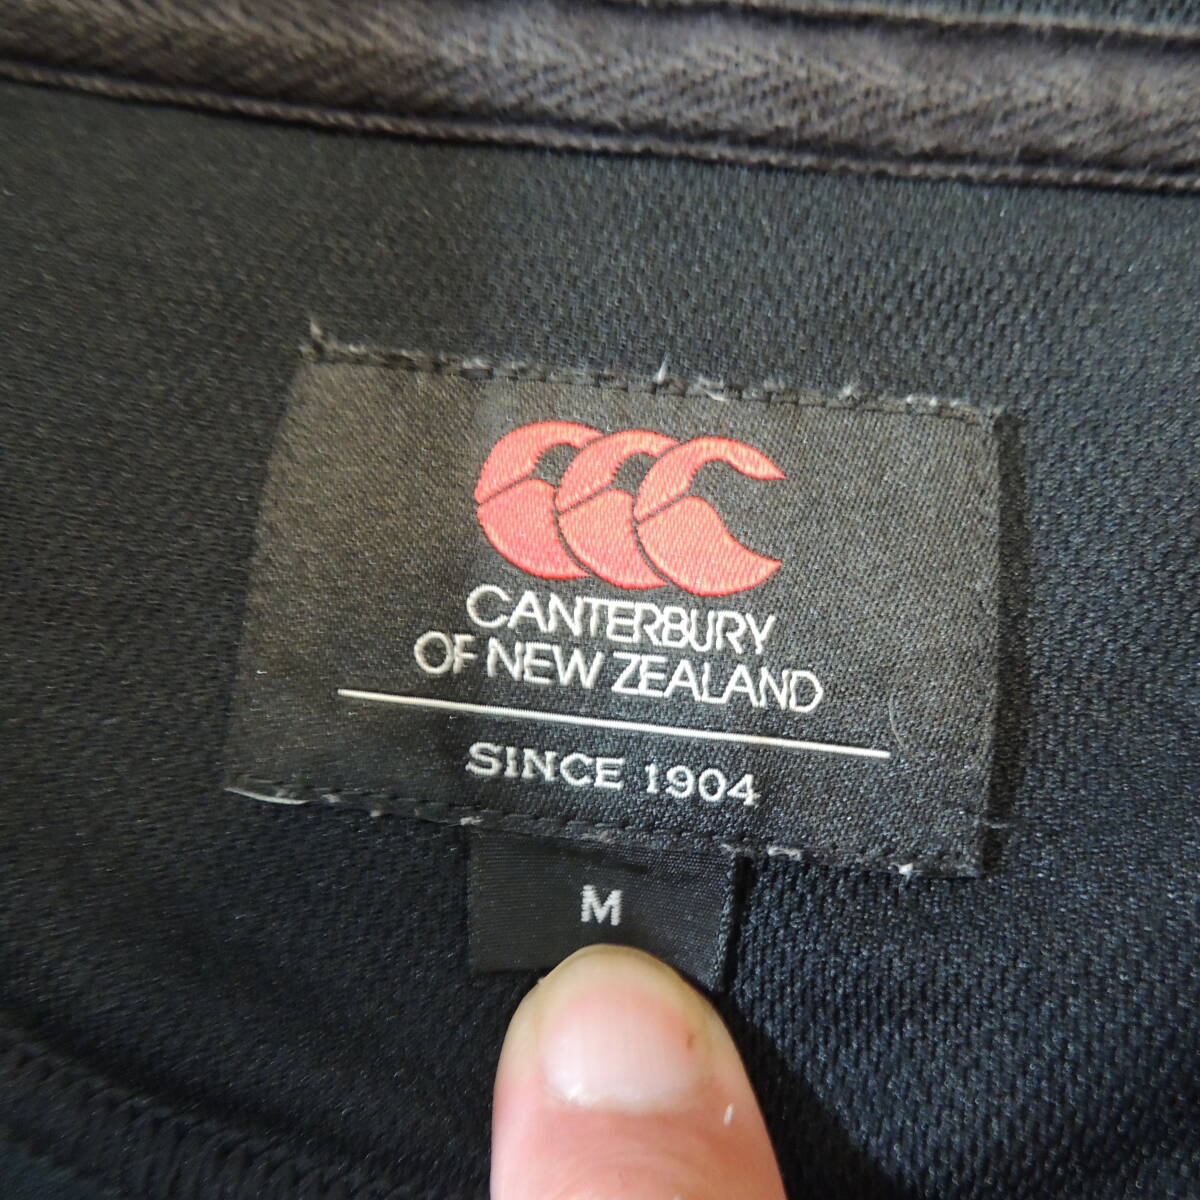 CANTERBURY
OF NEW ZEALAND
SINCE 1904
M